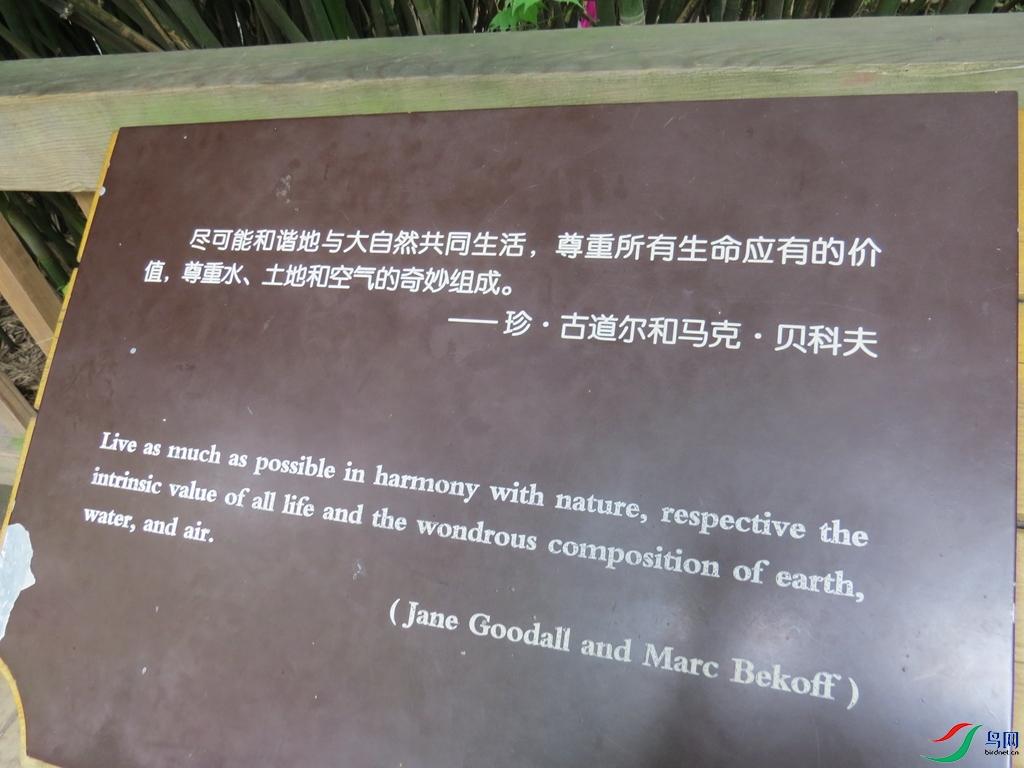 尽可能和谐地与大自然共同生活，尊重所有生命应有的价
值，尊重水、土地和空气的奇妙组成。
——珍·古道尔和马克·贝科夫
Live as much as possible in harmony with nature, respective the
intrinsic value of all life and the wondrous composition of earth,
water, and air.
(Jane Goodall and Marc Bekoff)
鸟网
birdnet.cn